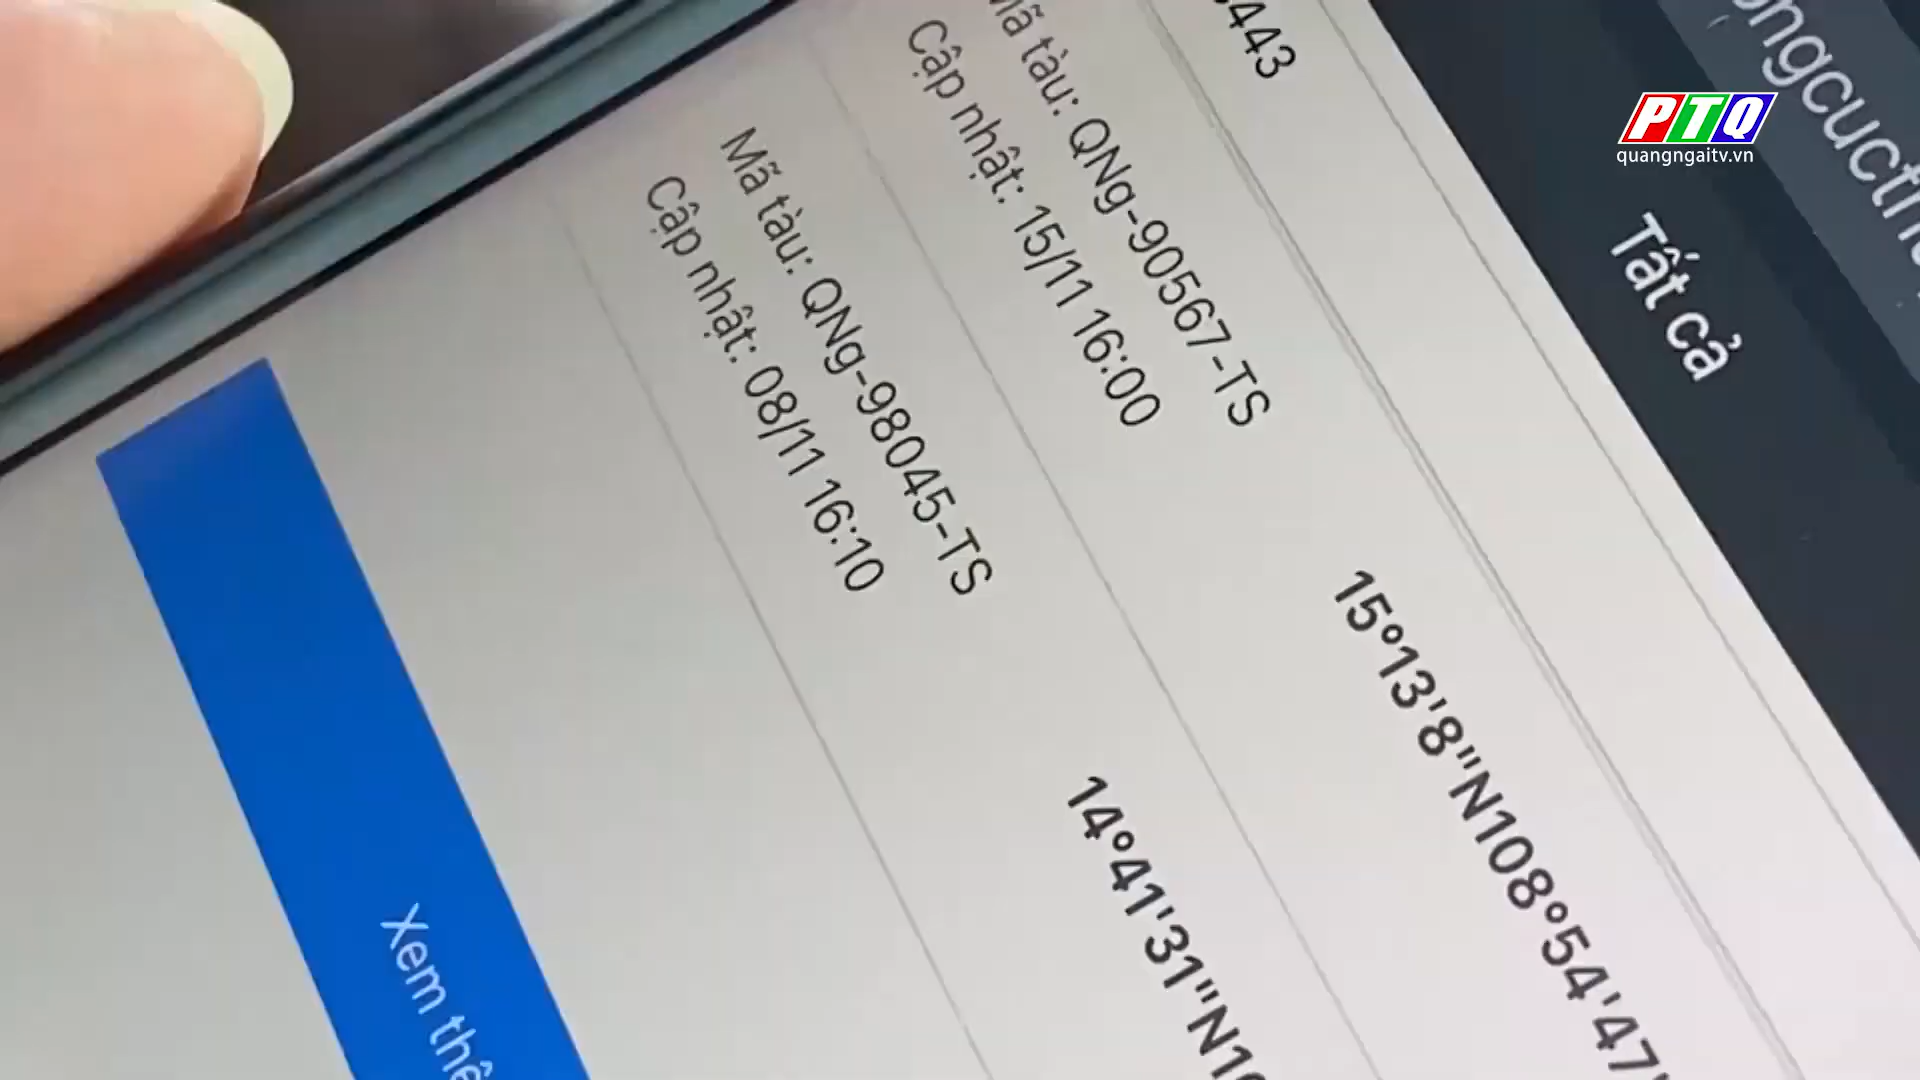 PTQ
quangngaitv.vn
Tất cả
443
15°13'8"N108°54'47"
Mã tàu: QNg-90567-TS
Cập nhật: 15/11 16:00
14°41'31"N10
Mã tàu: QNg-98045-TS
Cập nhật: 08/11 16:10
Xem